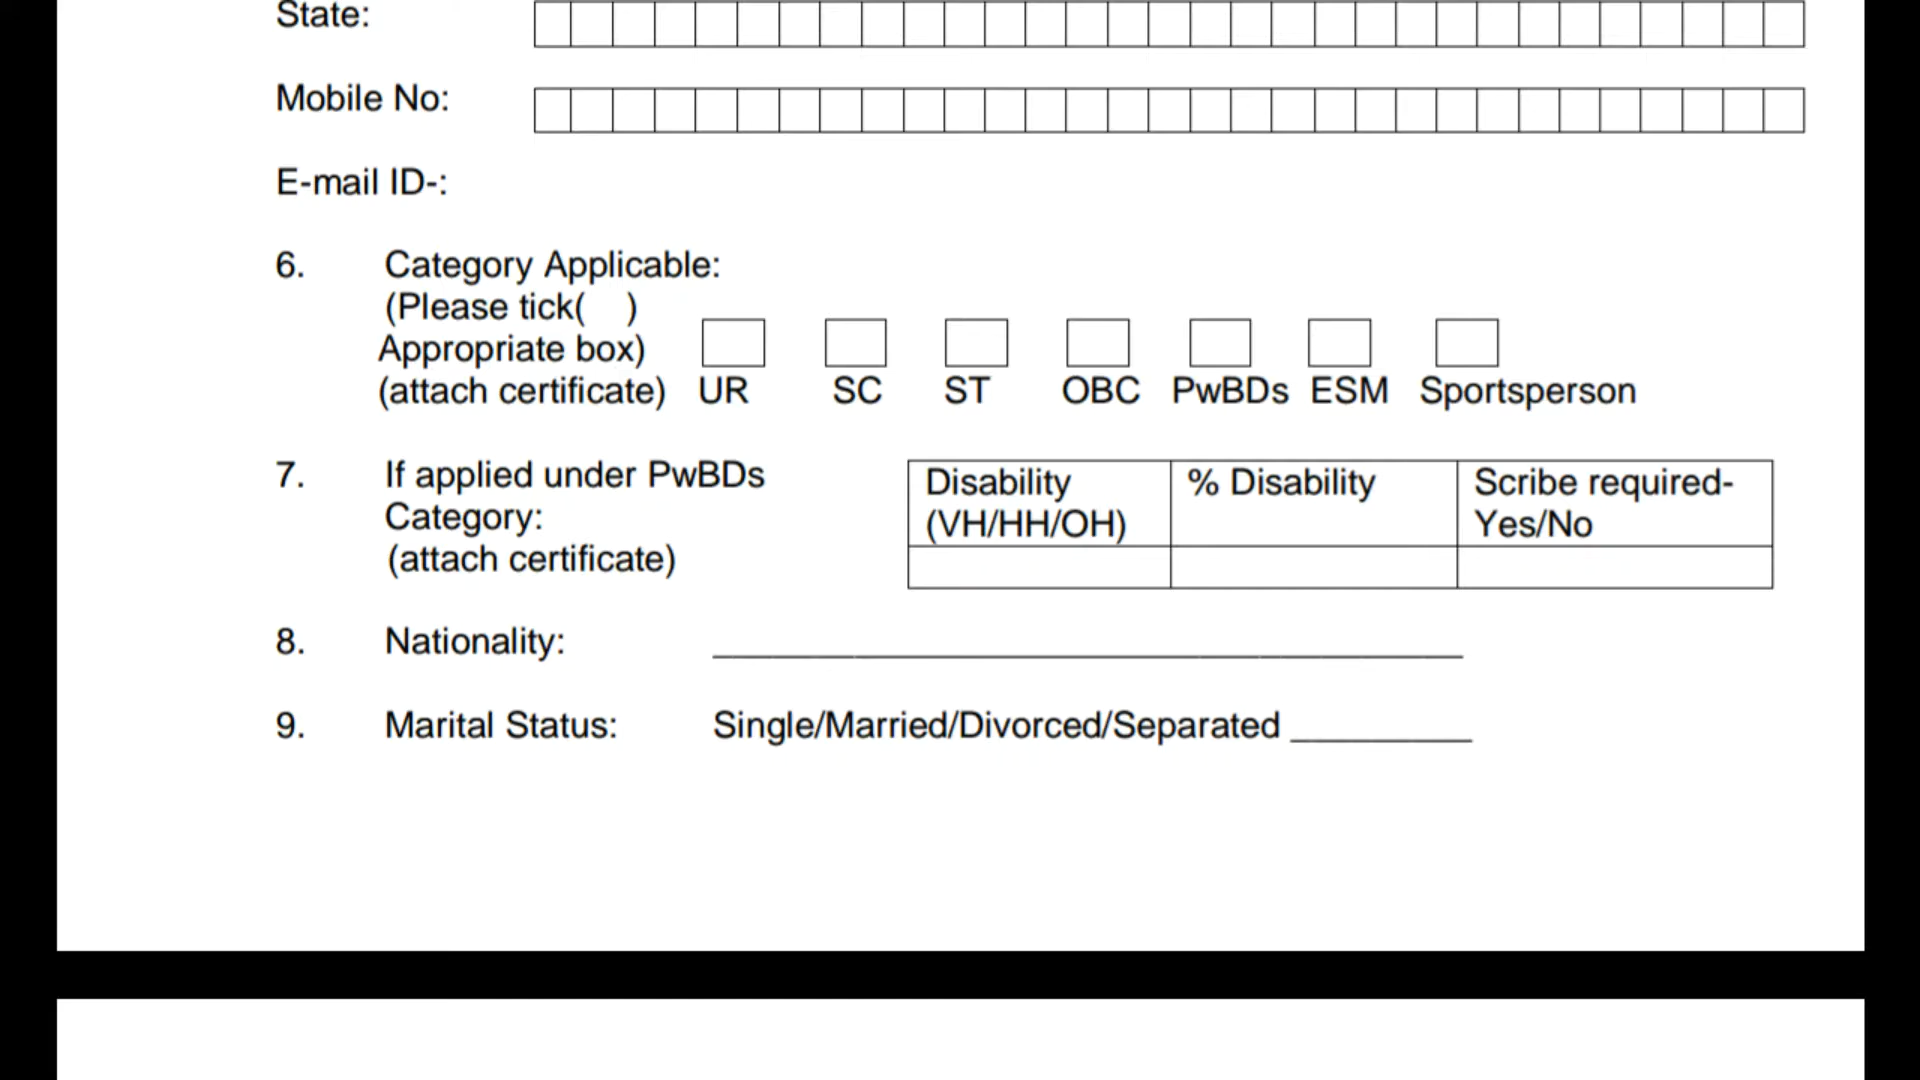 State:
Mobile No:
E-mail ID-:
6. Category Applicable:
(Please tick( )
Appropriate box)
(attach certificate) UR SC ST OBC PwBDs ESM Sportsperson
7. If applied under PwBDs
Category:
(attach certificate)
Disability
(VH/HH/OH)
% Disability
Scribe required-
Yes/No
8. Nationality: ____________________
9. Marital Status: Single/Married/Divorced/Separated _________